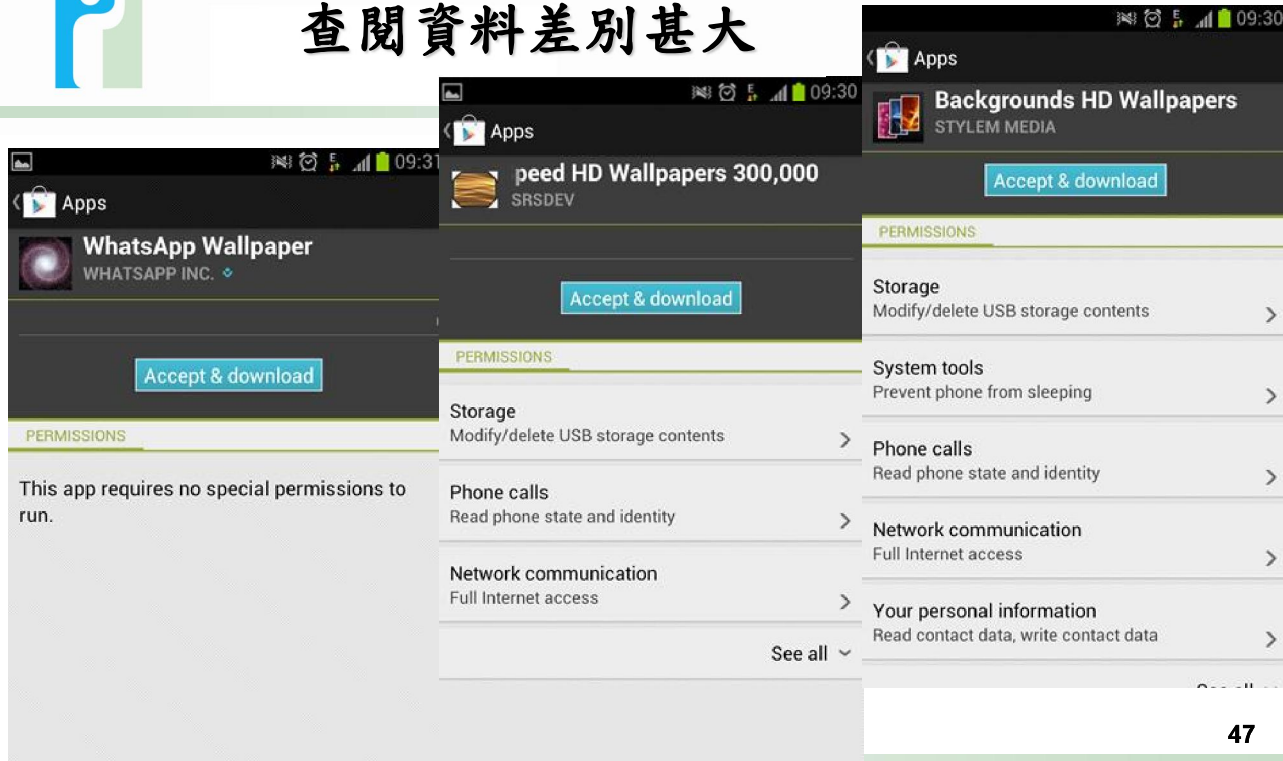 查閱資料差別甚大
09:31
Apps
WhatsApp Wallpaper
WHATSAPP INC.
Accept & download
PERMISSIONS
This app requires no special permissions to
run.
09:30
Apps
peed HD Wallpapers 300,000
SRSDEV
Accept & download
PERMISSIONS
Storage
Modify/delete USB storage contents
Phone calls
Read phone state and identity
Network communication
Full Internet access
See all
09:30
Apps
Backgrounds HD Wallpapers
STYLEM MEDIA
Accept & download
PERMISSIONS
Storage
Modify/delete USB storage contents
System tools
Prevent phone from sleeping
Phone calls
Read phone state and identity
Network communication
Full Internet access
Your personal information
Read contact data, write contact data
47